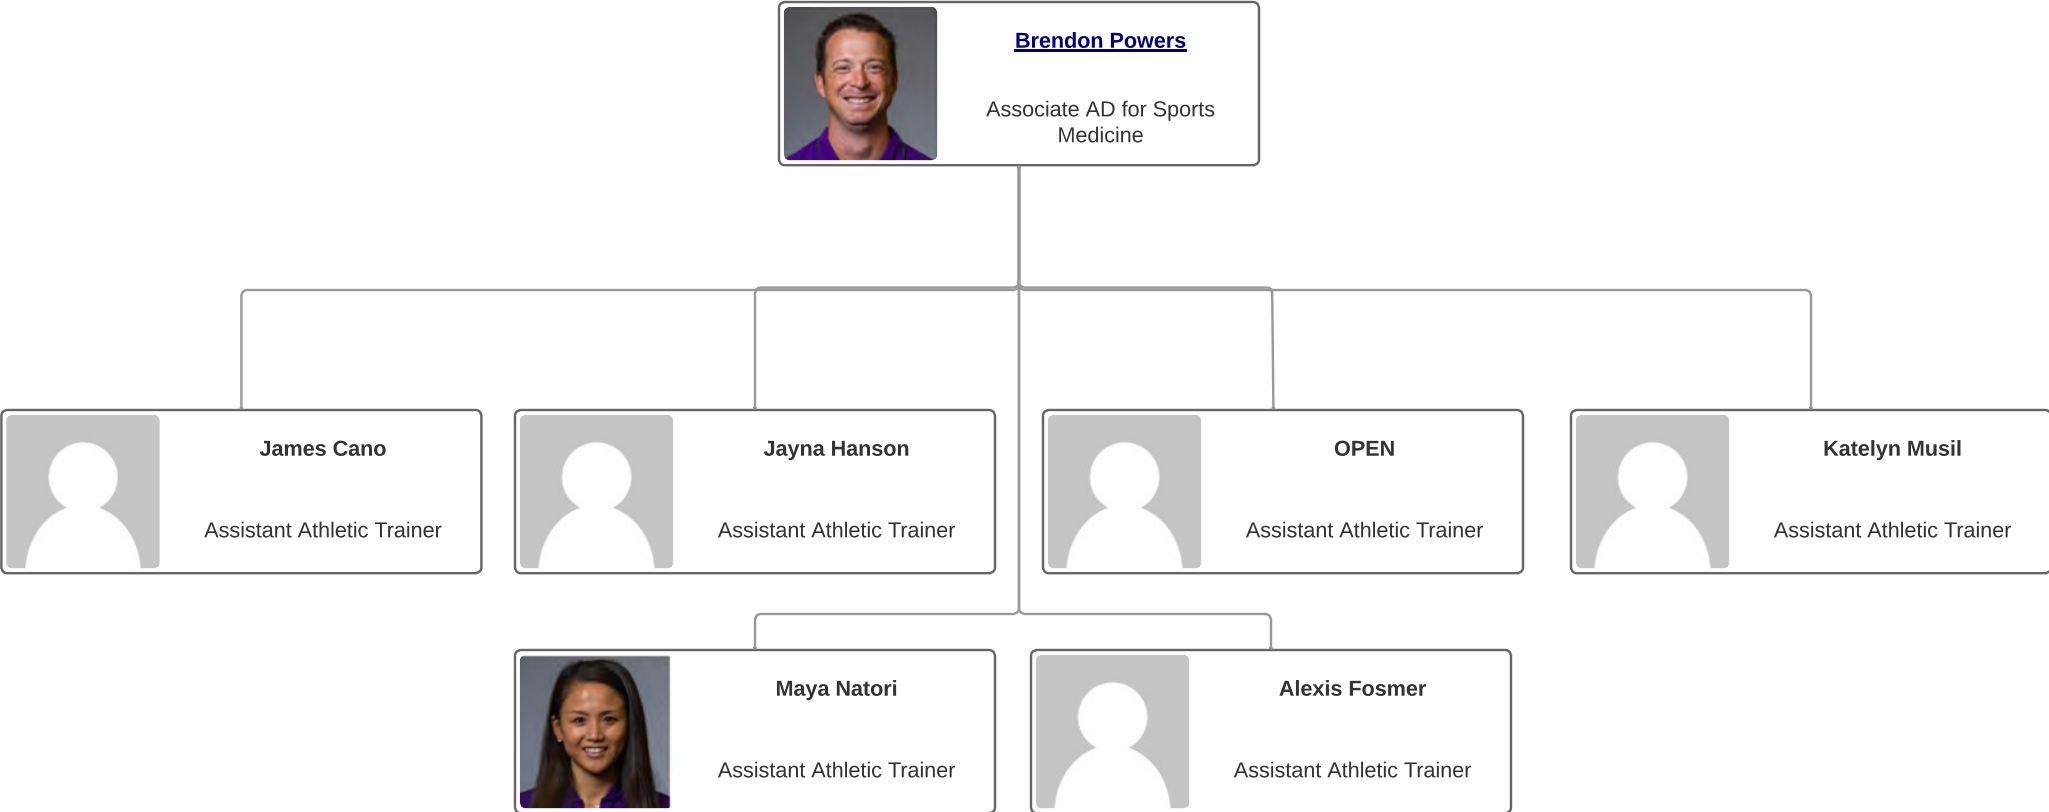 Brendon Powers
Associate AD for Sports
Medicine
James Cano
Assistant Athletic Trainer
Jayna Hanson
Assistant Athletic Trainer
OPEN
Assistant Athletic Trainer
Katelyn Musil
Assistant Athletic Trainer
Maya Natori
Assistant Athletic Trainer
Alexis Fosmer
Assistant Athletic Trainer